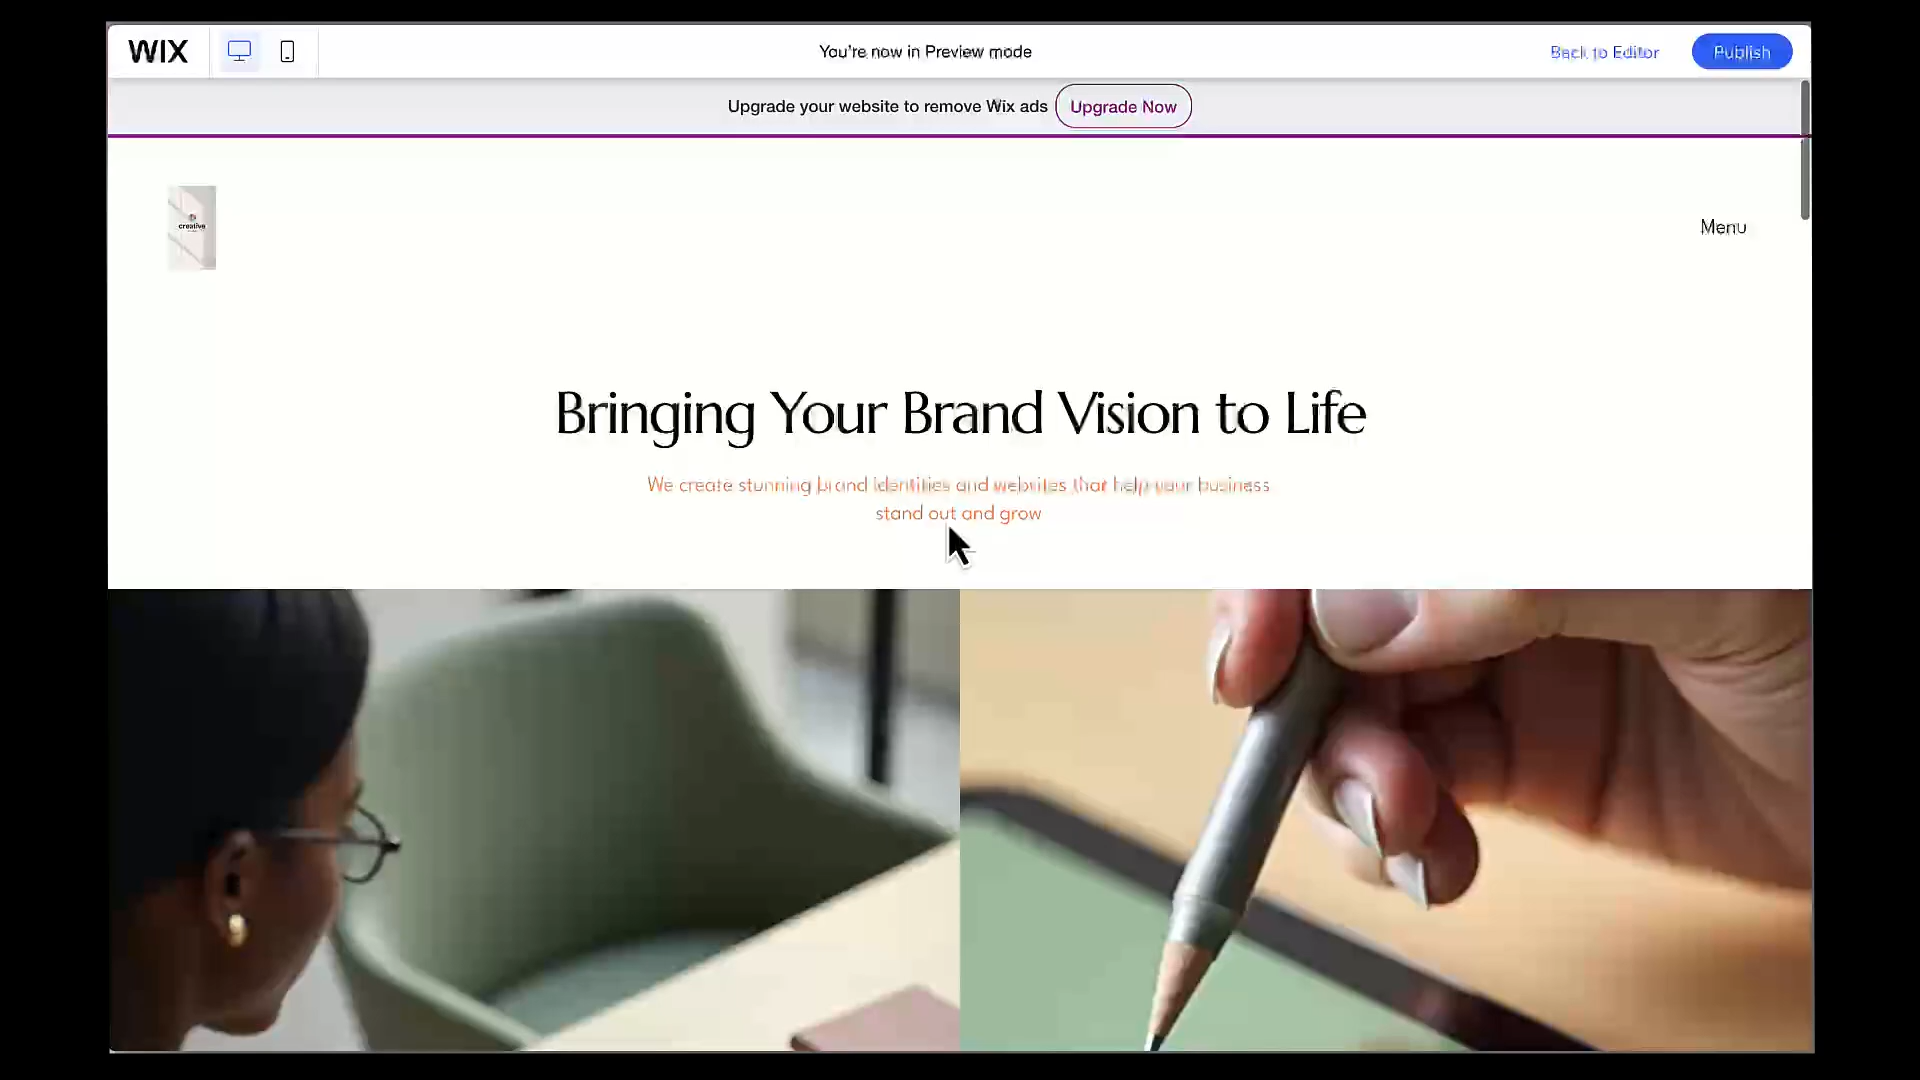 WIX
You're now in Preview mode
Back to Editor
Publish
Upgrade your website to remove Wix ads
Upgrade Now
creative
Menu
Bringing Your Brand Vision to Life
We create stunning brand identities and websites that help your business
stand out and grow